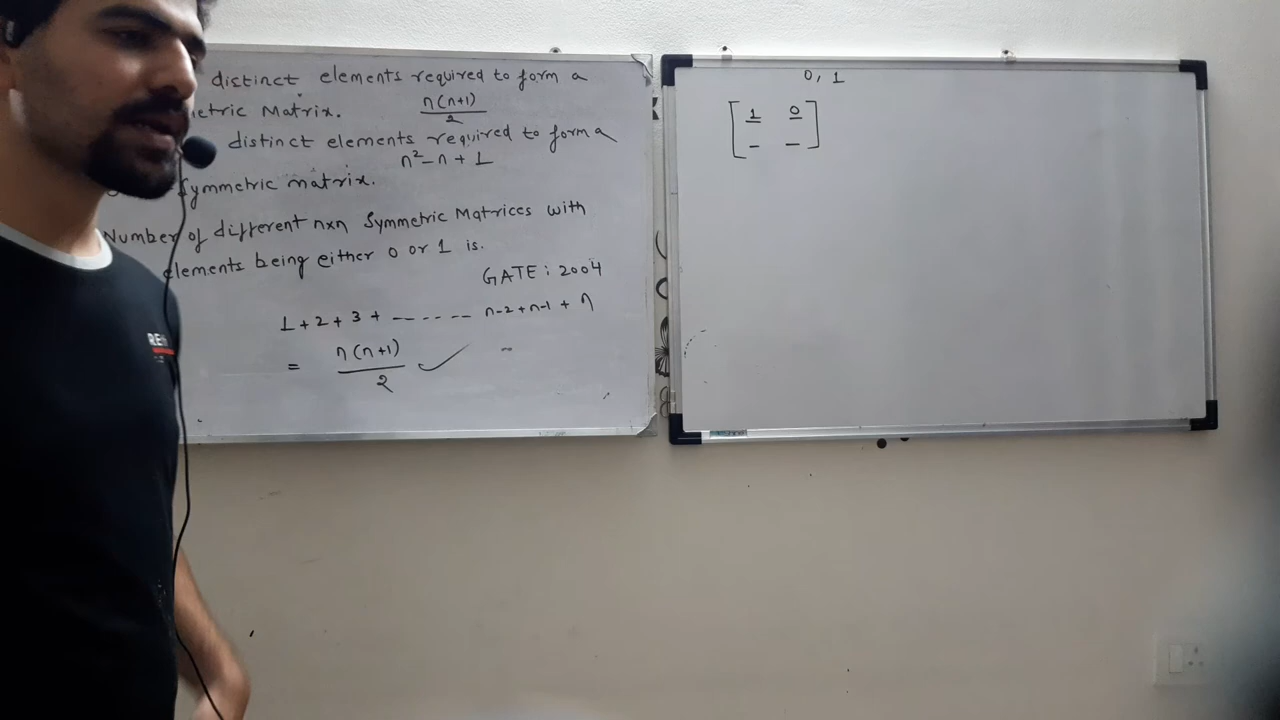 distinct elements required to form a
etric Matrix. n(n+1)/2
distinct elements required to form a
n²-n+1
Symmetric matrix.
Number of different nxn Symmetric Matrices with
elements being either 0 or 1 is.
GATE: 2004
1+2+3+ ------ n-2+n-1+n
= n(n+1)/2 ✓
0, 1
1 0
_ _
RE